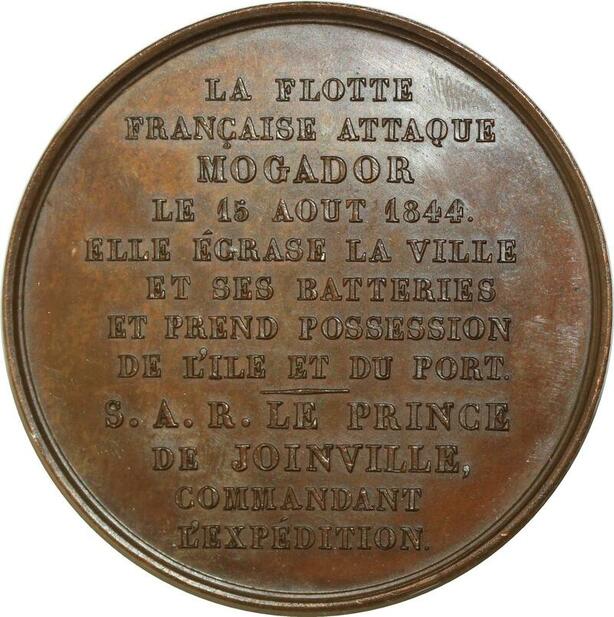 LA FLOTTE
FRANÇAISE ATTAQUE
MOGADOR
LE 15 AOUT 1844.
ELLE ÉGRASE LA VILLE
ET SES BATTERIES
ET PREND POSSESSION
DE L'ILE ET DU PORT.
S. A. R. LE PRINCE
DE JOINVILLE,
COMMANDANT
L'EXPÉDITION.